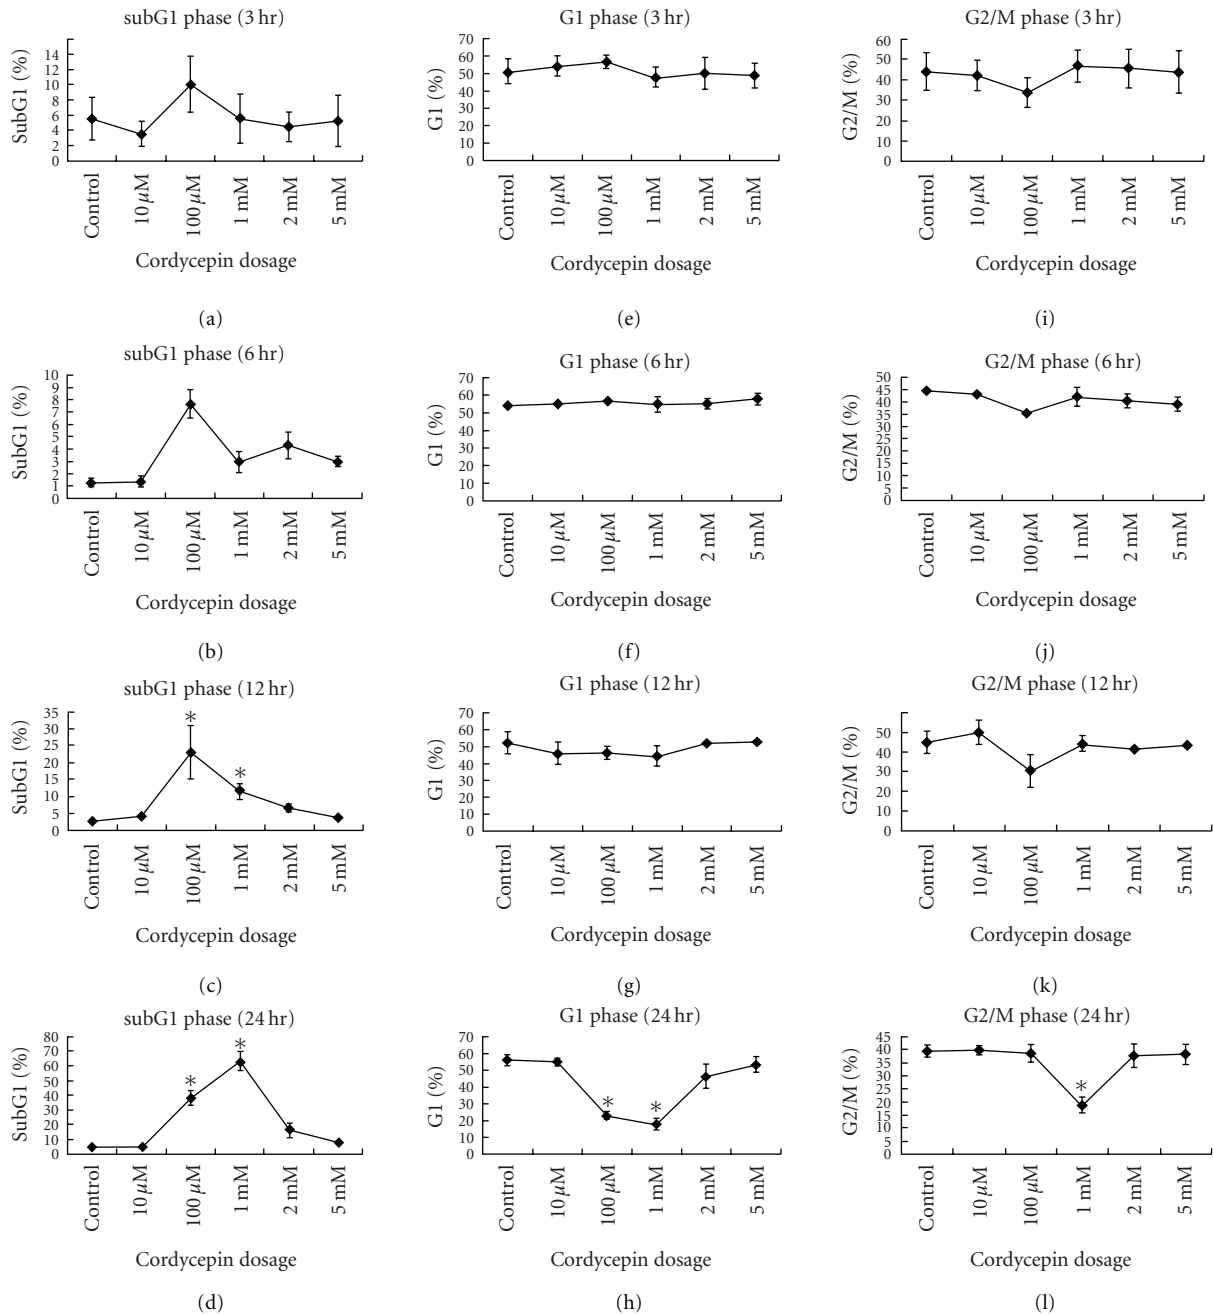 subG1 phase (3 hr)
SubG1 (%)
14
12
10
8
6
4
2
0
Control
10 µM
100 µM
1 mM
2 mM
5 mM
Cordycepin dosage
(a)
G1 phase (3 hr)
G1 (%)
70
60
50
40
30
20
10
0
Control
10 µM
100 µM
1 mM
2 mM
5 mM
Cordycepin dosage
(e)
G2/M phase (3 hr)
G2/M (%)
60
50
40
30
20
10
0
Control
10 µM
100 µM
1 mM
2 mM
5 mM
Cordycepin dosage
(i)
subG1 phase (6 hr)
SubG1 (%)
10
9
8
7
6
5
4
3
2
1
0
Control
10 µM
100 µM
1 mM
2 mM
5 mM
Cordycepin dosage
(b)
G1 phase (6 hr)
G1 (%)
70
60
50
40
30
20
10
0
Control
10 µM
100 µM
1 mM
2 mM
5 mM
Cordycepin dosage
(f)
G2/M phase (6 hr)
G2/M (%)
50
45
40
35
30
25
20
15
10
5
0
Control
10 µM
100 µM
1 mM
2 mM
5 mM
Cordycepin dosage
(j)
subG1 phase (12 hr)
SubG1 (%)
35
30
25
20
15
10
5
0
*
*
Control
10 µM
100 µM
1 mM
2 mM
5 mM
Cordycepin dosage
(c)
G1 phase (12 hr)
G1 (%)
70
60
50
40
30
20
10
0
Control
10 µM
100 µM
1 mM
2 mM
5 mM
Cordycepin dosage
(g)
G2/M phase (12 hr)
G2/M (%)
50
40
30
20
10
0
Control
10 µM
100 µM
1 mM
2 mM
5 mM
Cordycepin dosage
(k)
subG1 phase (24 hr)
SubG1 (%)
80
70
60
50
40
30
20
10
0
*
*
Control
10 µM
100 µM
1 mM
2 mM
5 mM
Cordycepin dosage
(d)
G1 phase (24 hr)
G1 (%)
70
60
50
40
30
20
10
0
*
*
Control
10 µM
100 µM
1 mM
2 mM
5 mM
Cordycepin dosage
(h)
G2/M phase (24 hr)
G2/M (%)
45
40
35
30
25
20
15
10
5
0
*
Control
10 µM
100 µM
1 mM
2 mM
5 mM
Cordycepin dosage
(l)